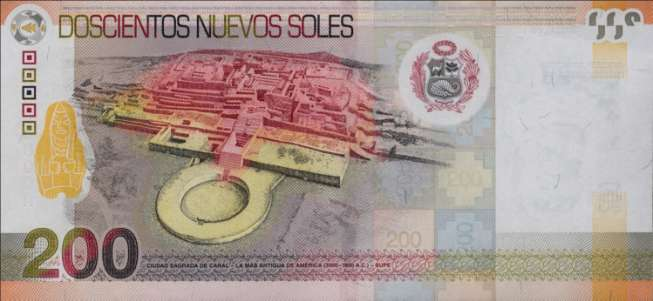 DOSCIENTOS NUEVOS SOLES
200
200
200
CIUDAD SAGRADA DE CARAL - LA MÁS ANTIGUA DE AMÉRICA (3000 - 1800 A.C.) - SUPE